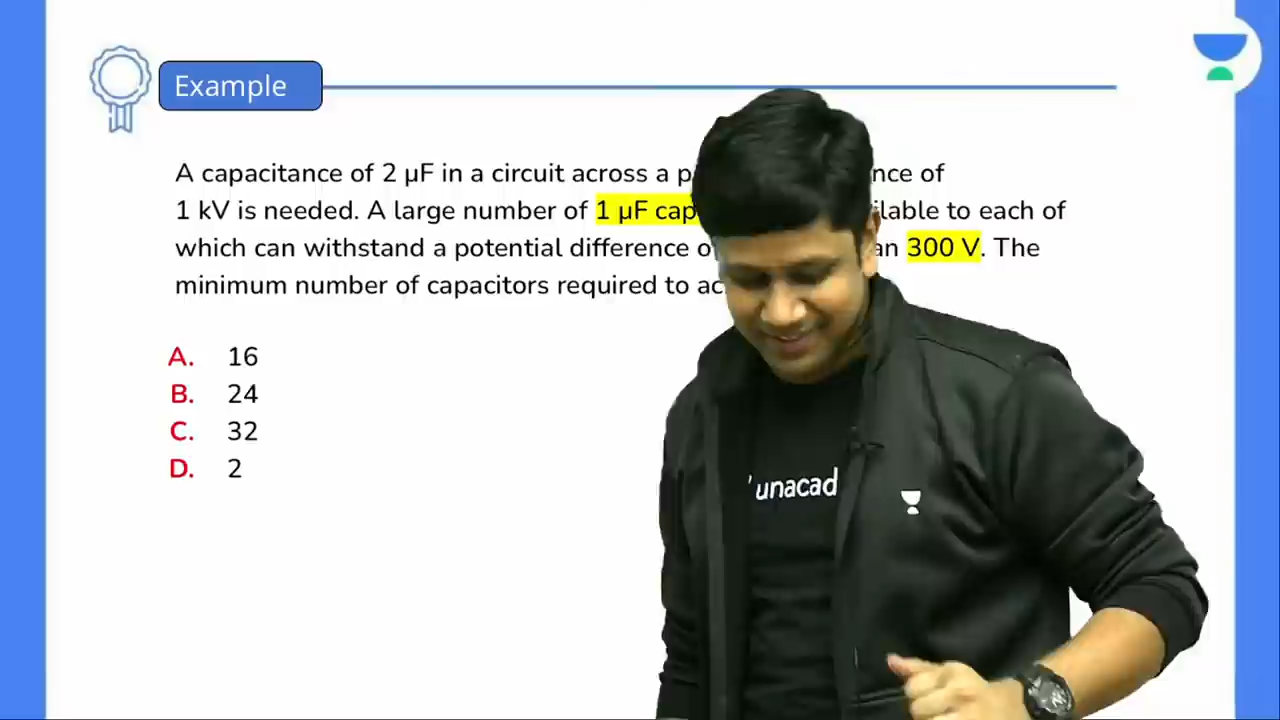 Example
A capacitance of 2 μF in a circuit across a nce of
1 kV is needed. A large number of 1 μF cap ilable to each of
which can withstand a potential difference o an 300 V. The
minimum number of capacitors required to ac
A. 16
B. 24
C. 32
D. 2
unacad